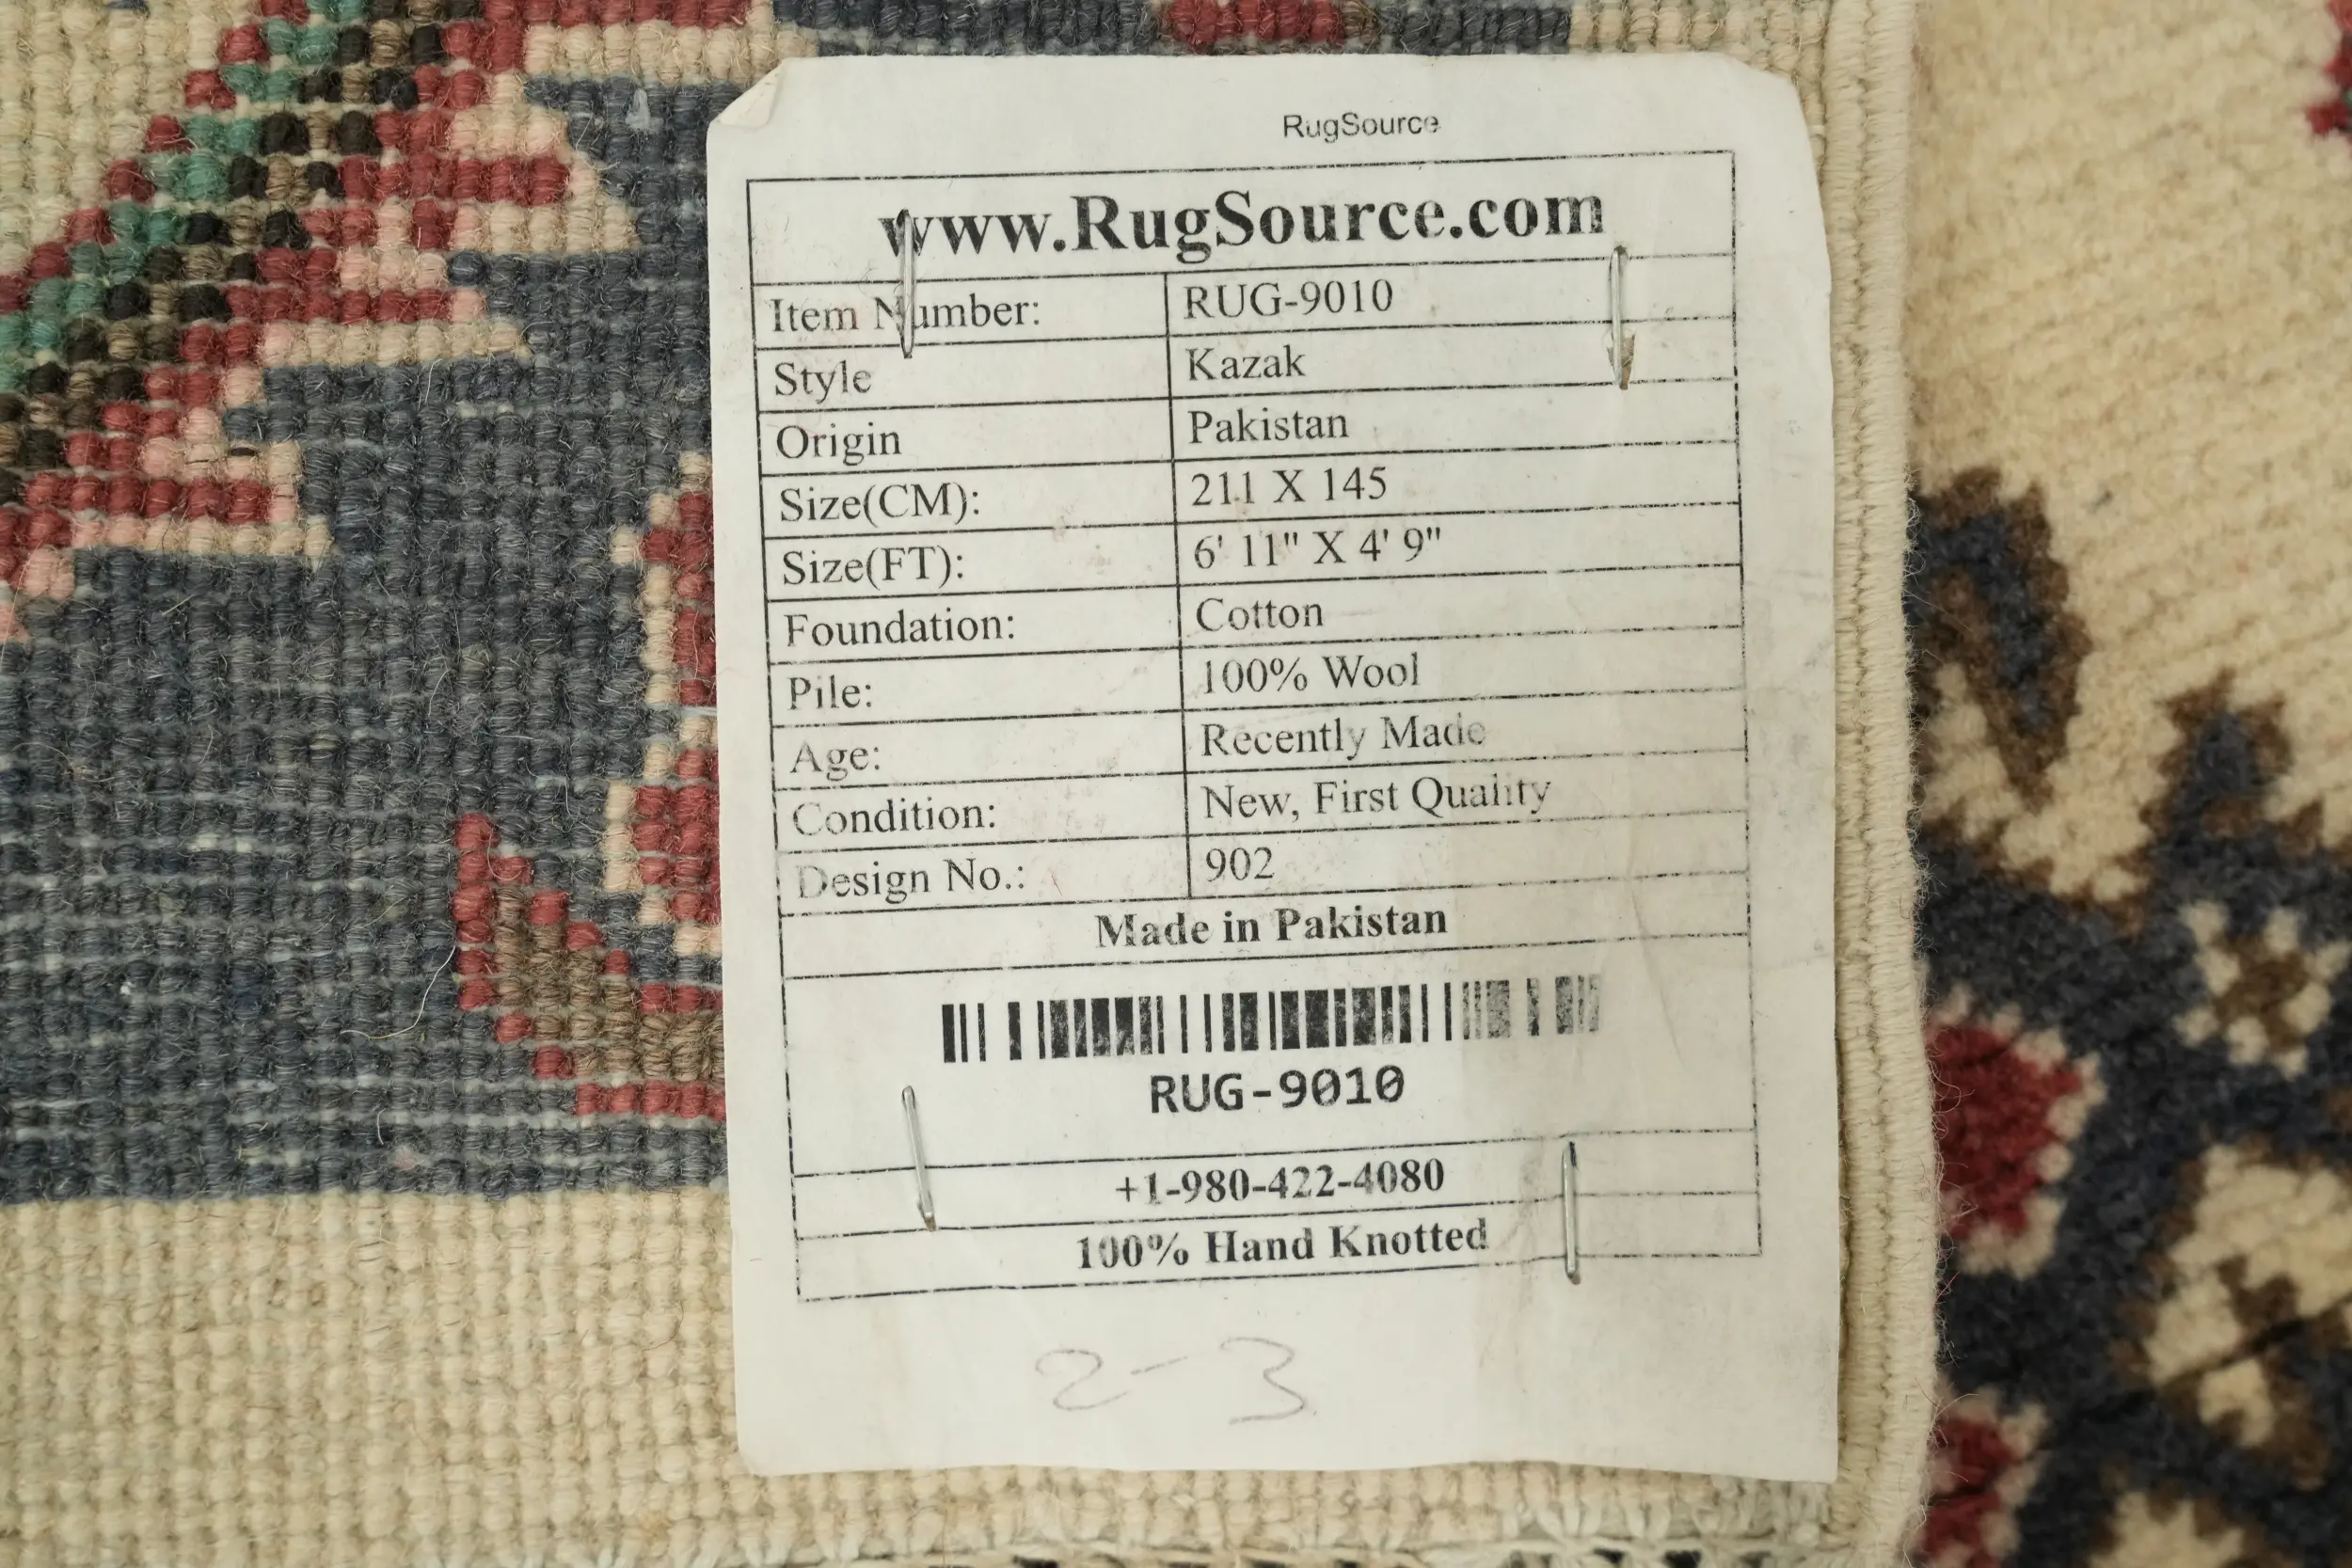 RugSource
www.RugSource.com
Item Number: RUG-9010
Style Kazak
Origin Pakistan
Size(CM): 211 X 145
Size(FT): 6' 11" X 4' 9"
Foundation: Cotton
Pile: 100% Wool
Age: Recently Made
Condition: New, First Quality
Design No.: 902
Made in Pakistan
RUG-9010
+1-980-422-4080
100% Hand Knotted
2-3